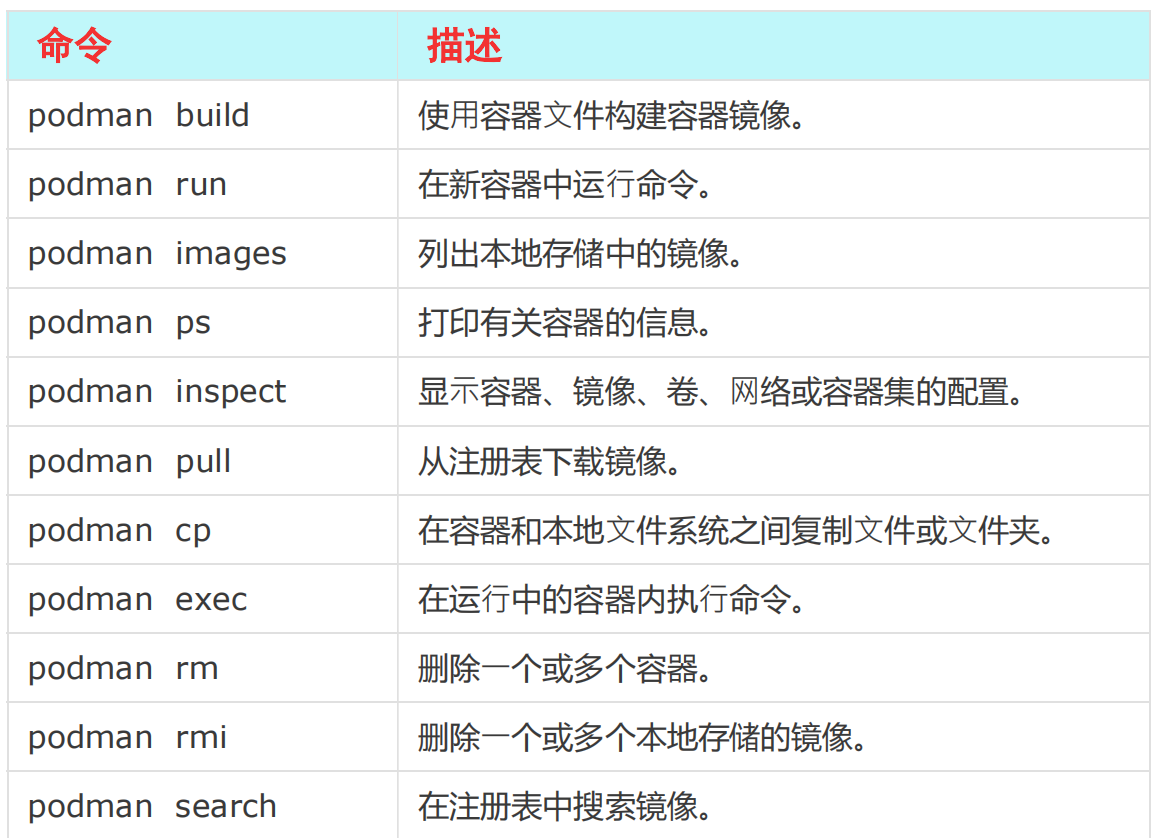 命令 描述
podman build 使用容器文件构建容器镜像。
podman run 在新容器中运行命令。
podman images 列出本地存储中的镜像。
podman ps 打印有关容器的信息。
podman inspect 显示容器、镜像、卷、网络或容器集的配置。
podman pull 从注册表下载镜像。
podman cp 在容器和本地文件系统之间复制文件或文件夹。
podman exec 在运行中的容器内执行命令。
podman rm 删除一个或多个容器。
podman rmi 删除一个或多个本地存储的镜像。
podman search 在注册表中搜索镜像。